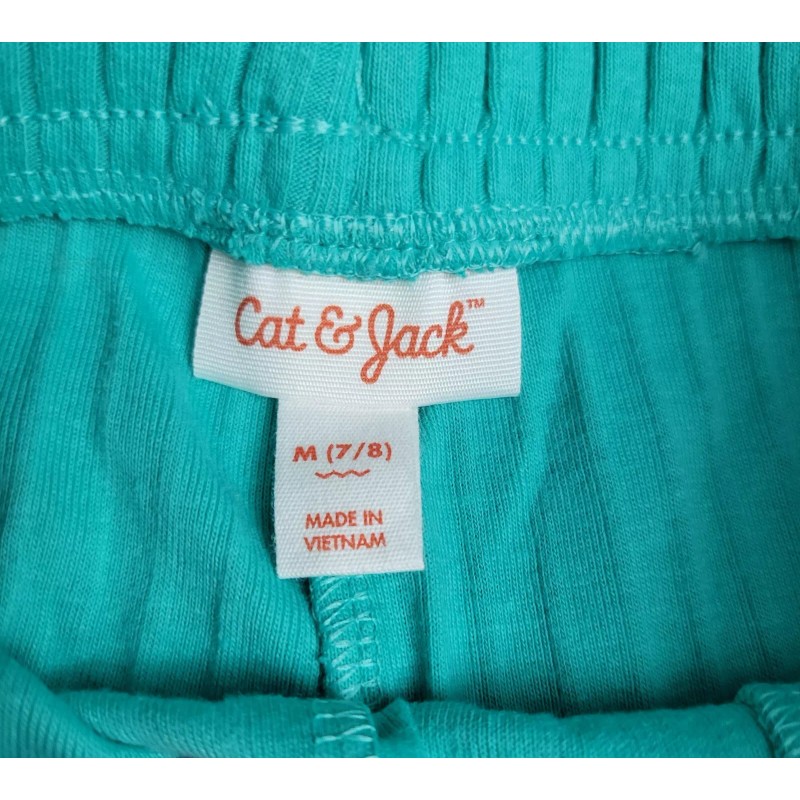 Cat & Jack™
M (7/8)
MADE IN
VIETNAM